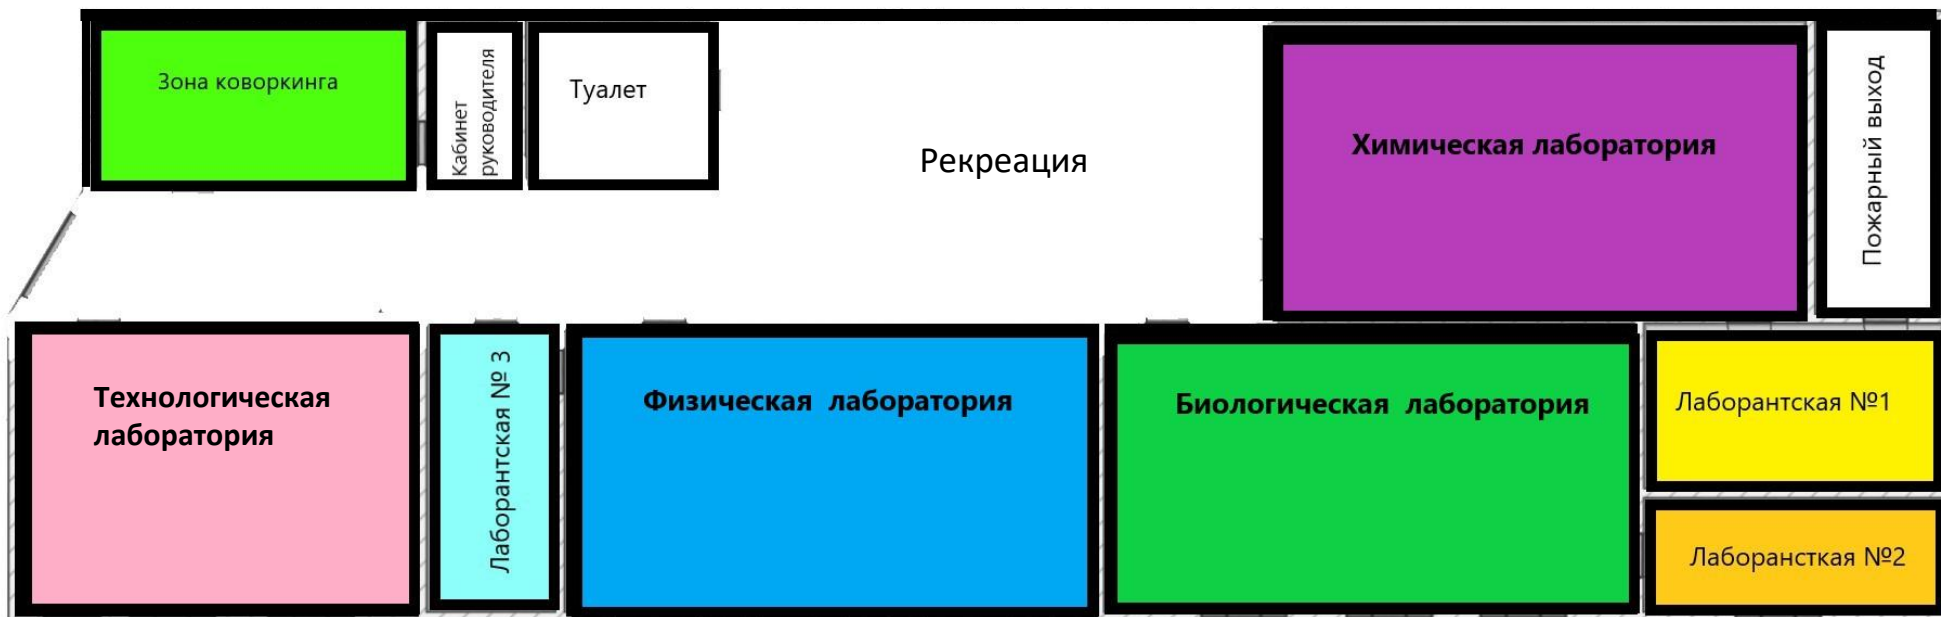 Зона коворкинга
Кабинет
руководителя
Туалет
Рекреация
Химическая лаборатория
Пожарный выход
Технологическая
лаборатория
Лаборантская № 3
Физическая лаборатория
Биологическая лаборатория
Лаборантская №1
Лаборансткая №2